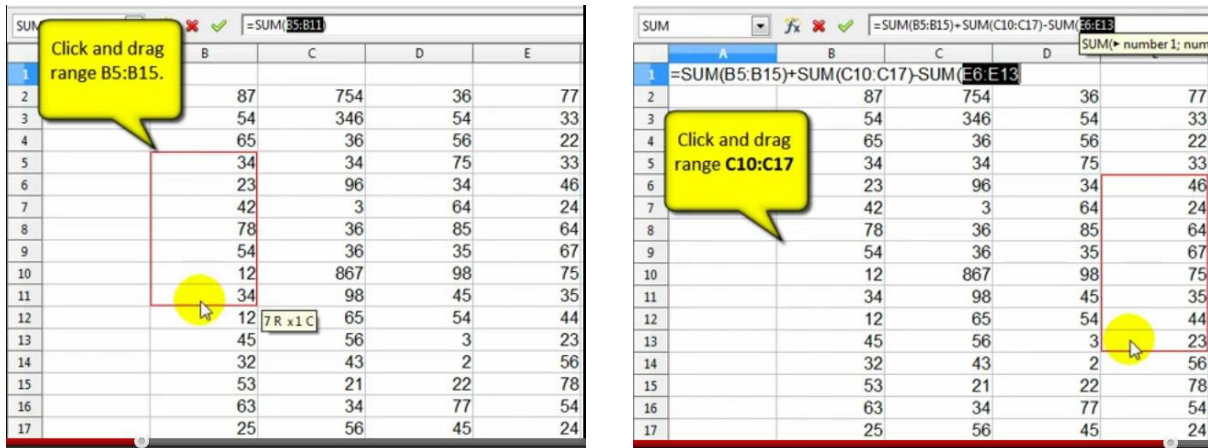 SUM =SUM(B5:B11)
Click and drag
range B5:B15.
B C D E
1
2 87 754 36 77
3 54 346 54 33
4 65 36 56 22
5 34 34 75 33
6 23 96 34 46
7 42 3 64 24
8 78 36 85 64
9 54 36 35 67
10 12 867 98 75
11 34 98 45 35
12 12 7 R x 1 C 65 54 44
13 45 56 3 23
14 32 43 2 56
15 53 21 22 78
16 63 34 77 54
17 25 56 45 24
SUM fx =SUM(B5:B15)+SUM(C10:C17)-SUM(E6:E13
SUM(▸ number 1; num
A B C D
1 =SUM(B5:B15)+SUM(C10:C17)-SUM(E6:E13
Click and drag
range C10:C17
2 87 754 36 77
3 54 346 54 33
4 65 36 56 22
5 34 34 75 33
6 23 96 34 46
7 42 3 64 24
8 78 36 85 64
9 54 36 35 67
10 12 867 98 75
11 34 98 45 35
12 12 65 54 44
13 45 56 3 23
14 32 43 2 56
15 53 21 22 78
16 63 34 77 54
17 25 56 45 24